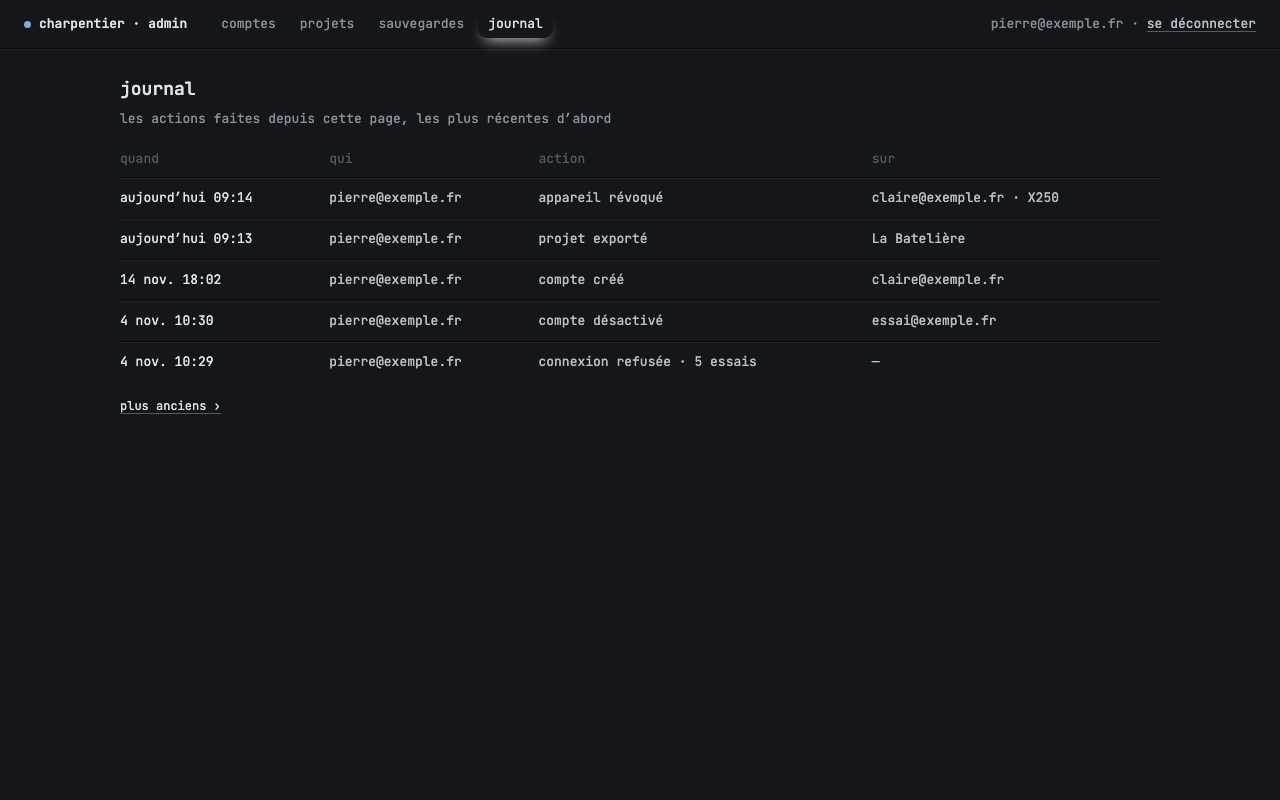 charpentier · admin comptes projets sauvegardes journal pierre@exemple.fr · se déconnecter
journal
les actions faites depuis cette page, les plus récentes d’abord
quand qui action sur
aujourd’hui 09:14 pierre@exemple.fr appareil révoqué claire@exemple.fr · X250
aujourd’hui 09:13 pierre@exemple.fr projet exporté La Batelière
14 nov. 18:02 pierre@exemple.fr compte créé claire@exemple.fr
4 nov. 10:30 pierre@exemple.fr compte désactivé essai@exemple.fr
4 nov. 10:29 pierre@exemple.fr connexion refusée · 5 essais —
plus anciens ›